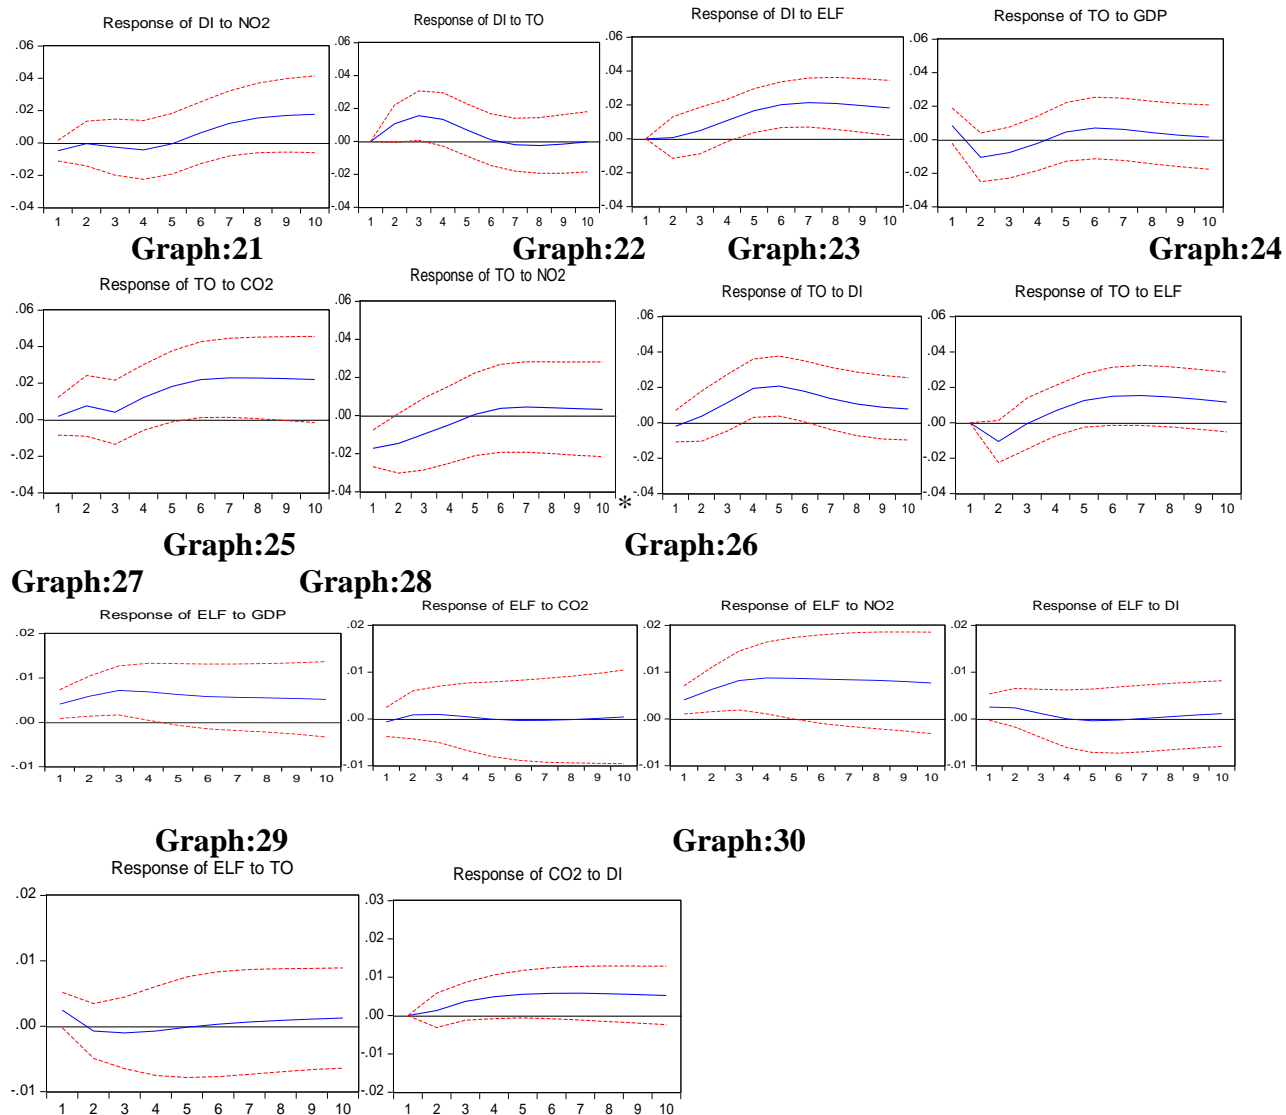 Response of DI to NO2
.06
.04
.02
.00
-.02
-.04
1 2 3 4 5 6 7 8 9 10
Response of DI to TO
.06
.04
.02
.00
-.02
-.04
1 2 3 4 5 6 7 8 9 10
Response of DI to ELF
.06
.04
.02
.00
-.02
-.04
1 2 3 4 5 6 7 8 9 10
Response of TO to GDP
.06
.04
.02
.00
-.02
-.04
1 2 3 4 5 6 7 8 9 10
Graph:21 Graph:22 Graph:23 Graph:24
Response of TO to CO2
.06
.04
.02
.00
-.02
-.04
1 2 3 4 5 6 7 8 9 10
Response of TO to NO2
.06
.04
.02
.00
-.02
-.04
1 2 3 4 5 6 7 8 9 10
*
Response of TO to DI
.06
.04
.02
.00
-.02
-.04
1 2 3 4 5 6 7 8 9 10
Response of TO to ELF
.06
.04
.02
.00
-.02
-.04
1 2 3 4 5 6 7 8 9 10
Graph:25 Graph:26
Graph:27 Graph:28
Response of ELF to GDP
.02
.01
.00
-.01
1 2 3 4 5 6 7 8 9 10
Response of ELF to CO2
.02
.01
.00
-.01
1 2 3 4 5 6 7 8 9 10
Response of ELF to NO2
.02
.01
.00
-.01
1 2 3 4 5 6 7 8 9 10
Response of ELF to DI
.02
.01
.00
-.01
1 2 3 4 5 6 7 8 9 10
Graph:29 Graph:30
Response of ELF to TO
.02
.01
.00
-.01
1 2 3 4 5 6 7 8 9 10
Response of CO2 to DI
.03
.02
.01
.00
-.01
-.02
1 2 3 4 5 6 7 8 9 10